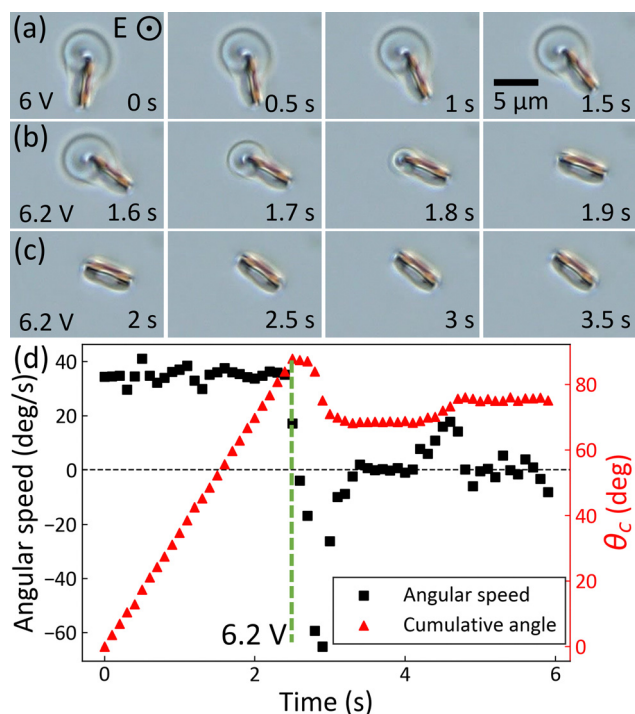 (a) E ⊙
6 V 0 s 0.5 s 1 s 1.5 s
5 μm
(b)
6.2 V 1.6 s 1.7 s 1.8 s 1.9 s
(c)
6.2 V 2 s 2.5 s 3 s 3.5 s
(d)
Angular speed (deg/s)
40
20
0
-20
-40
-60
6.2 V
Angular speed
Cumulative angle
80
60
40
20
0
θc (deg)
0 2 4 6
Time (s)